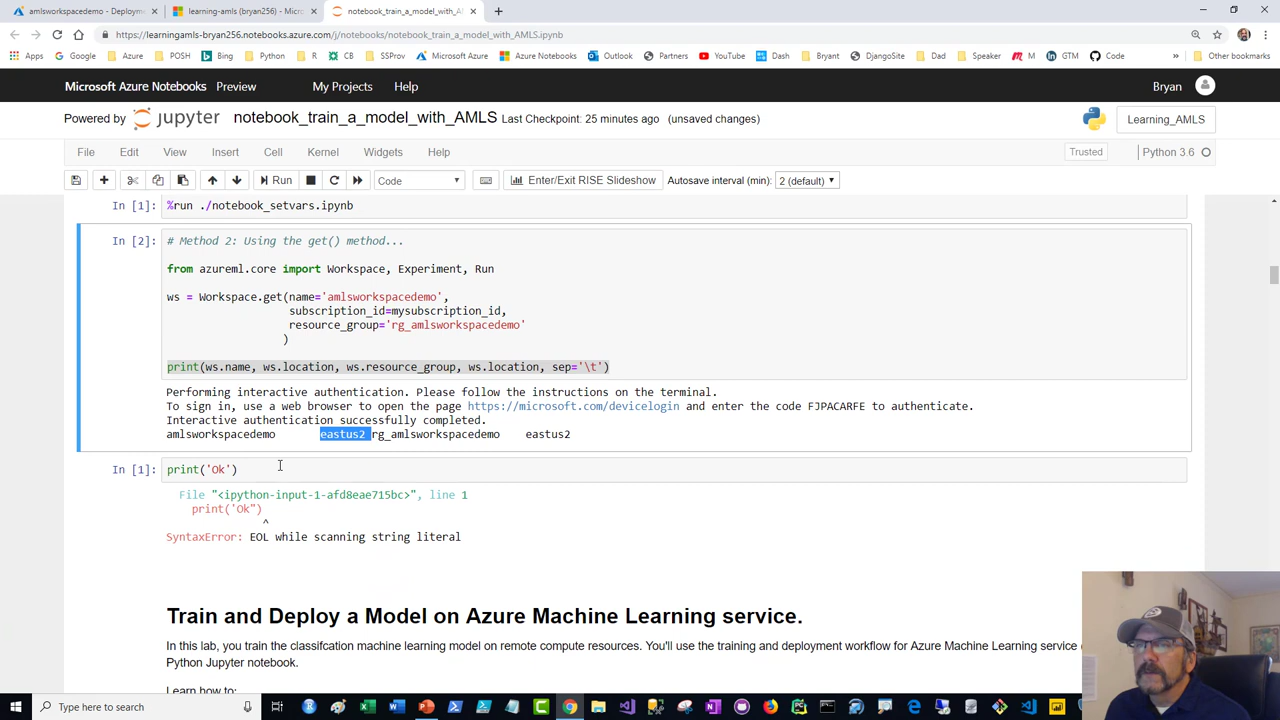 amlsworkspacedemo - Deployme
learning-amls (bryan256) - Micro
notebook_train_a_model_with_AML
https://learningamls-bryan256.notebooks.azure.com/j/notebooks/notebook_train_a_model_with_AMLS.ipynb
Apps Google Azure POSH Bing Python CB SSProv Microsoft Azure Azure Notebooks Outlook Partners YouTube Dash Bryant DjangoSite Dad Speaker LM GTM Code » Other bookmarks
Microsoft Azure Notebooks Preview My Projects Help Bryan
Powered by jupyter notebook_train_a_model_with_AMLS Last Checkpoint: 25 minutes ago (unsaved changes) Learning_AMLS
File Edit View Insert Cell Kernel Widgets Help Trusted Python 3.6
Run Code Enter/Exit RISE Slideshow Autosave interval (min): 2 (default)
In [1]: %run ./notebook_setvars.ipynb
In [2]: # Method 2: Using the get() method...
from azureml.core import Workspace, Experiment, Run
ws = Workspace.get(name='amlsworkspacedemo',
subscription_id=mysubscription_id,
resource_group='rg_amlsworkspacedemo'
)
print(ws.name, ws.location, ws.resource_group, ws.location, sep='\t')
Performing interactive authentication. Please follow the instructions on the terminal.
To sign in, use a web browser to open the page https://microsoft.com/devicelogin and enter the code FJPACARFE to authenticate.
Interactive authentication successfully completed.
amlsworkspacedemo eastus2 rg_amlsworkspacedemo eastus2
In [1]: print('Ok')
File "<ipython-input-1-afd8eae715bc>", line 1
print('Ok")
^
SyntaxError: EOL while scanning string literal
Train and Deploy a Model on Azure Machine Learning service.
In this lab, you train the classifcation machine learning model on remote compute resources. You'll use the training and deployment workflow for Azure Machine Learning service
Python Jupyter notebook.
Learn how to:
Type here to search